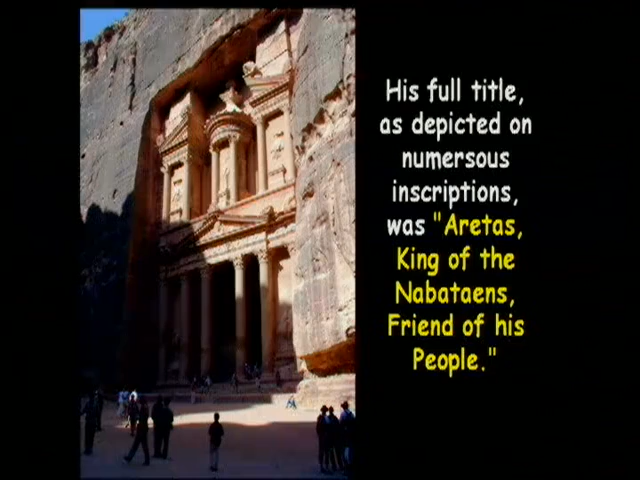 His full title,
as depicted on
numersous
inscriptions,
was "Aretas,
King of the
Nabataens,
Friend of his
People."